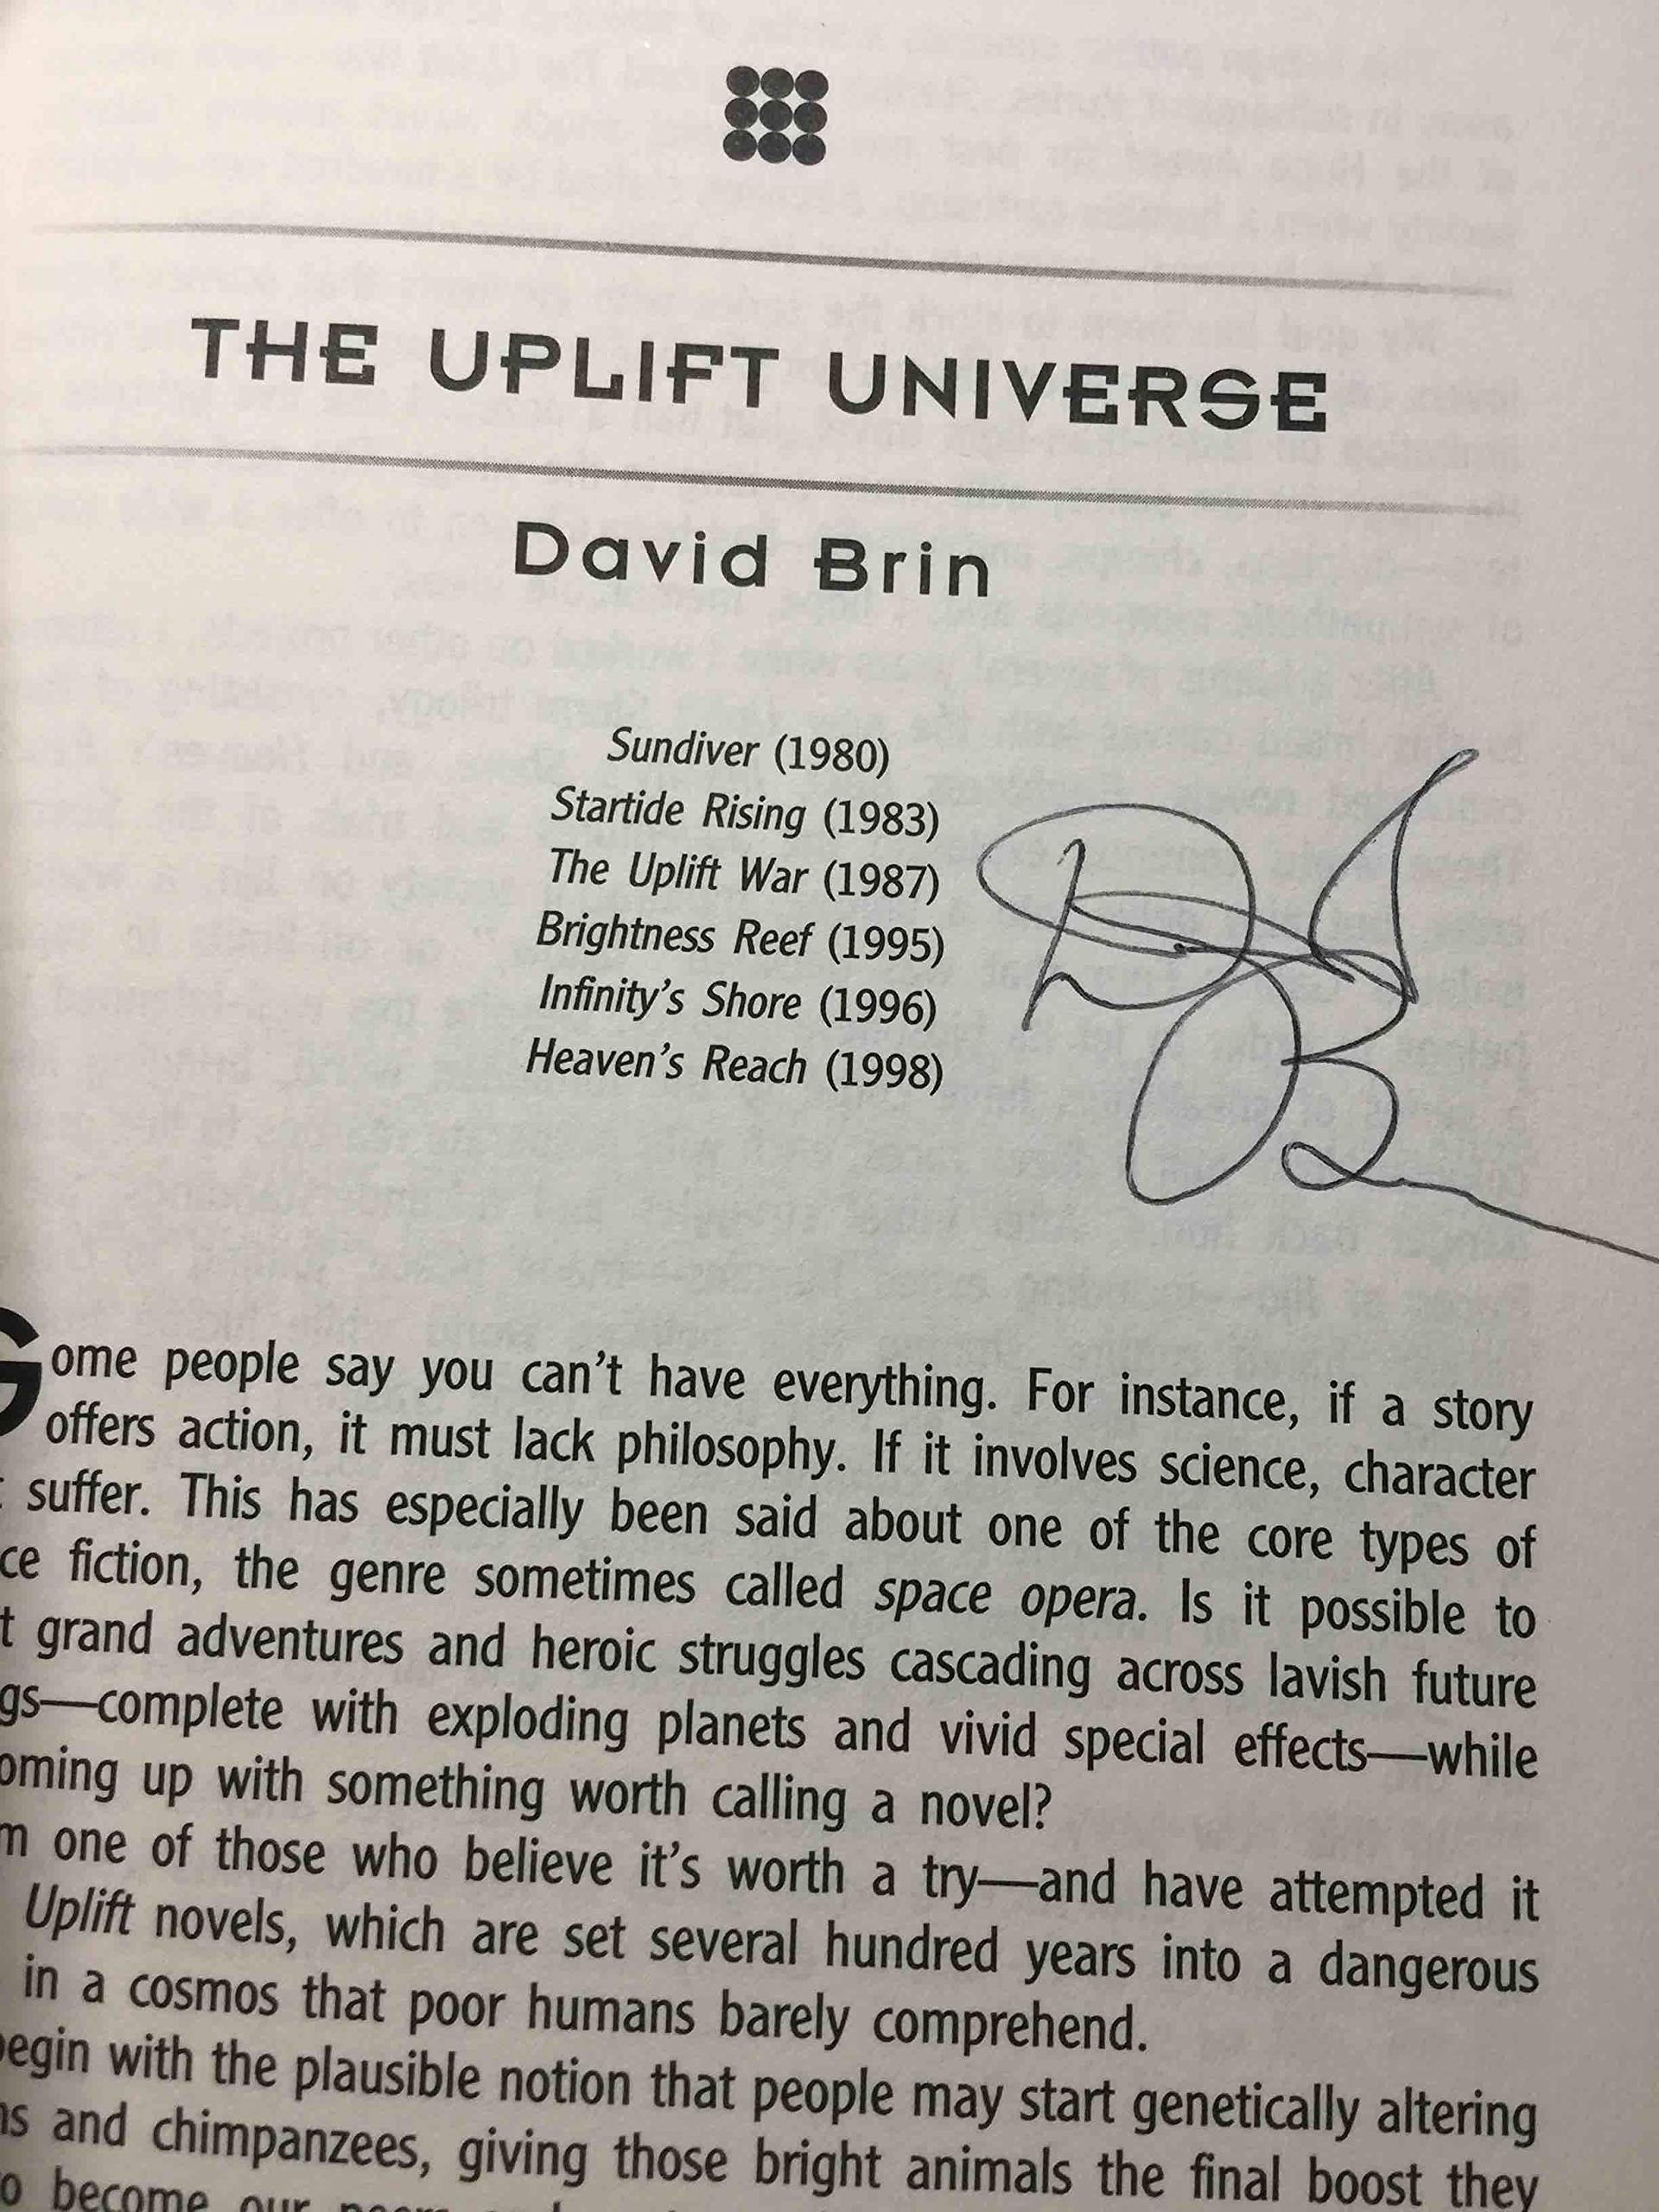 THE UPLIFT UNIVERSE
David Brin
Sundiver (1980)
Startide Rising (1983)
The Uplift War (1987)
Brightness Reef (1995)
Infinity's Shore (1996)
Heaven's Reach (1998)
Some people say you can't have everything. For instance, if a story
offers action, it must lack philosophy. If it involves science, character
t suffer. This has especially been said about one of the core types of
ce fiction, the genre sometimes called space opera. Is it possible to
t grand adventures and heroic struggles cascading across lavish future
gs—complete with exploding planets and vivid special effects—while
oming up with something worth calling a novel?
m one of those who believe it's worth a try—and have attempted it
Uplift novels, which are set several hundred years into a dangerous
in a cosmos that poor humans barely comprehend.
egin with the plausible notion that people may start genetically altering
ns and chimpanzees, giving those bright animals the final boost they
o become our